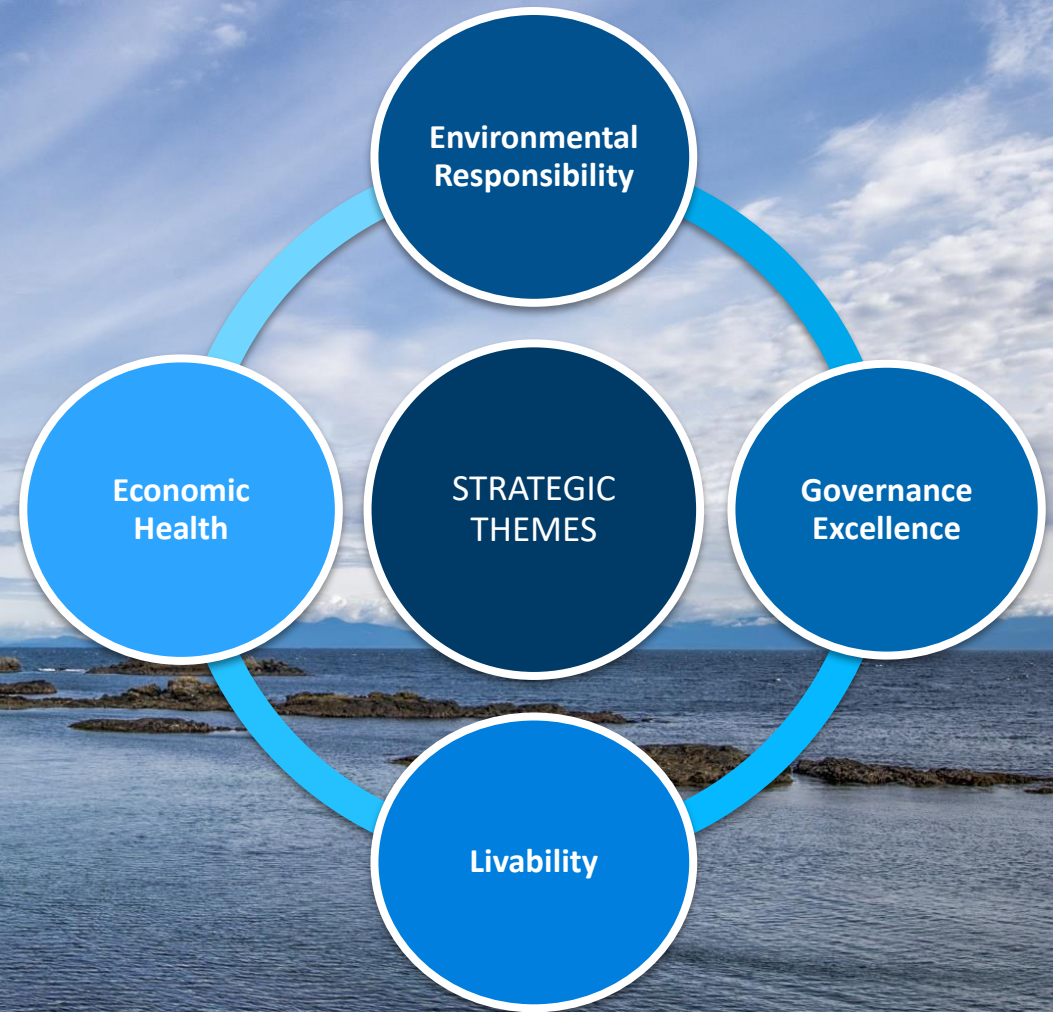 Environmental
Responsibility
Economic
Health
STRATEGIC
THEMES
Governance
Excellence
Livability